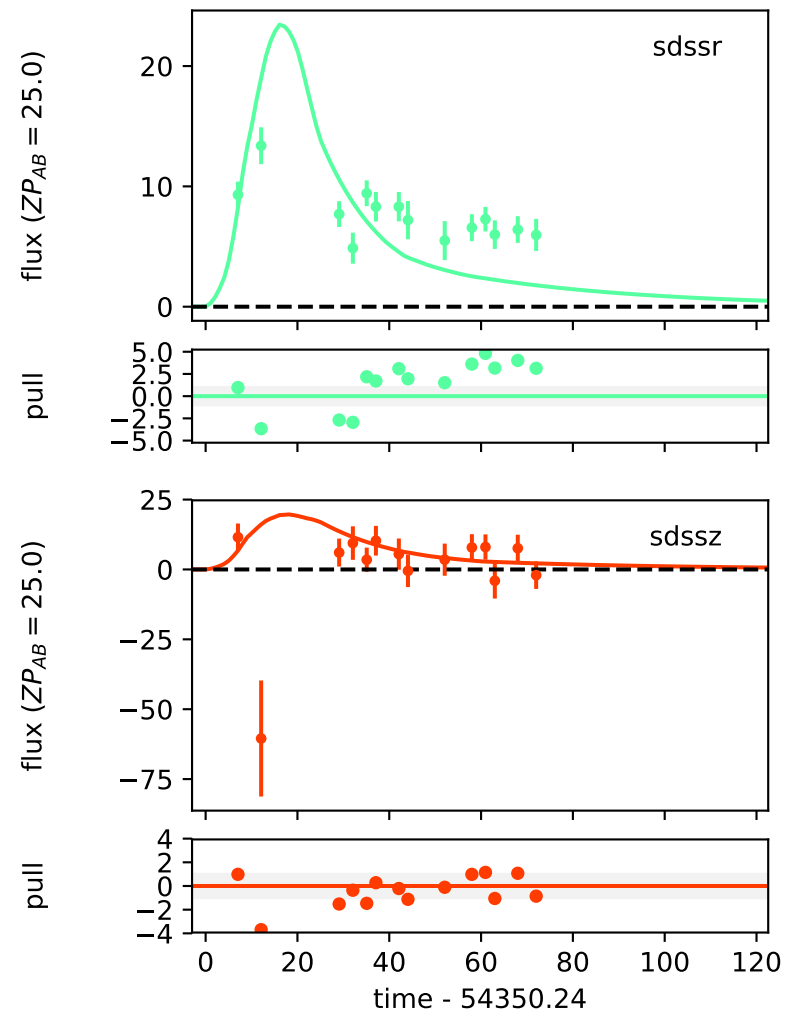 sdssr
flux (ZP_AB = 25.0)
20
10
0
pull
5.0
2.5
0.0
−2.5
−5.0
sdssz
flux (ZP_AB = 25.0)
25
0
−25
−50
−75
pull
4
2
0
−2
−4
0 20 40 60 80 100 120
time - 54350.24